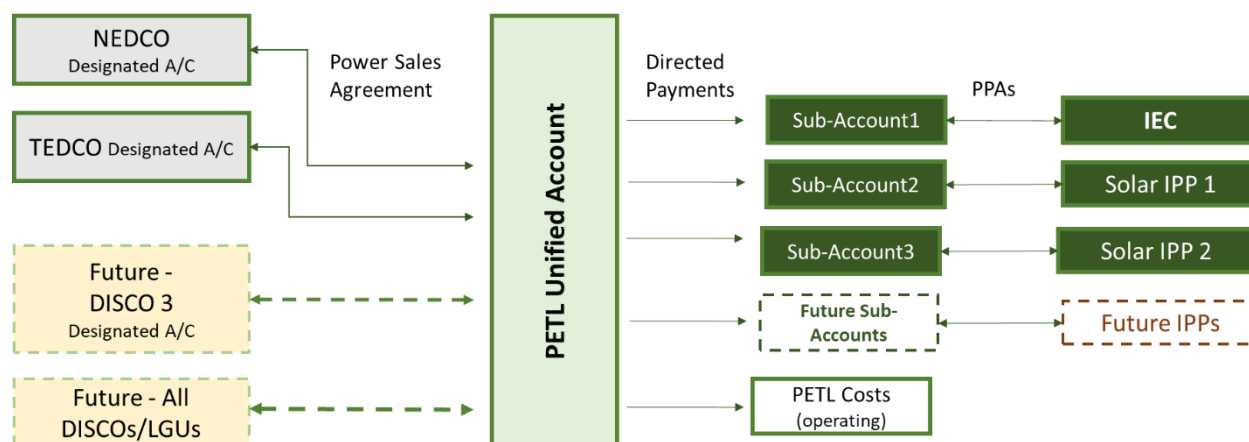 NEDCO
Designated A/C
TEDCO Designated A/C
Future -
DISCO 3
Designated A/C
Future - All
DISCOs/LGUs
Power Sales
Agreement
PETL Unified Account
Directed
Payments
PPAs
Sub-Account1
IEC
Sub-Account2
Solar IPP 1
Sub-Account3
Solar IPP 2
Future Sub-
Accounts
Future IPPs
PETL Costs
(operating)